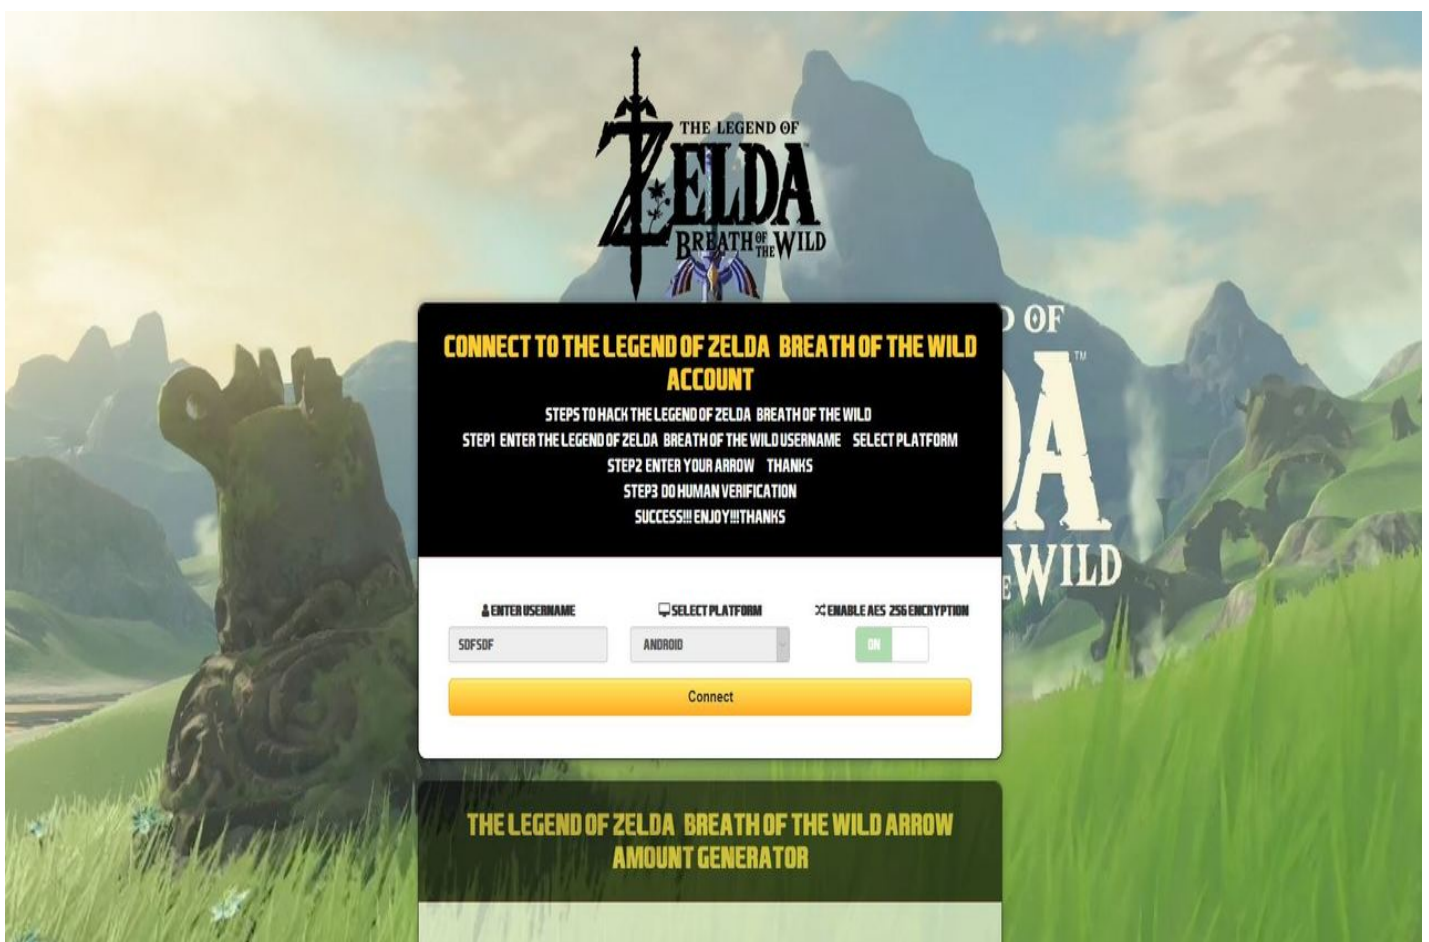 THE LEGEND OF
ZELDA
BREATH OF THE WILD
CONNECT TO THE LEGEND OF ZELDA BREATH OF THE WILD
ACCOUNT
STEPS TO HACK THE LEGEND OF ZELDA BREATH OF THE WILD
STEP1 ENTER THE LEGEND OF ZELDA BREATH OF THE WILD USERNAME SELECT PLATFORM
STEP2 ENTER YOUR ARROW THANKS
STEP3 DO HUMAN VERIFICATION
SUCCESS!!! ENJOY!!!THANKS
D OF
DA™
E WILD
ENTER USERNAME SELECT PLATFORM ENABLE AES 256 ENCRYPTION
SDFSDF ANDROID ON
Connect
THE LEGEND OF ZELDA BREATH OF THE WILD ARROW
AMOUNT GENERATOR